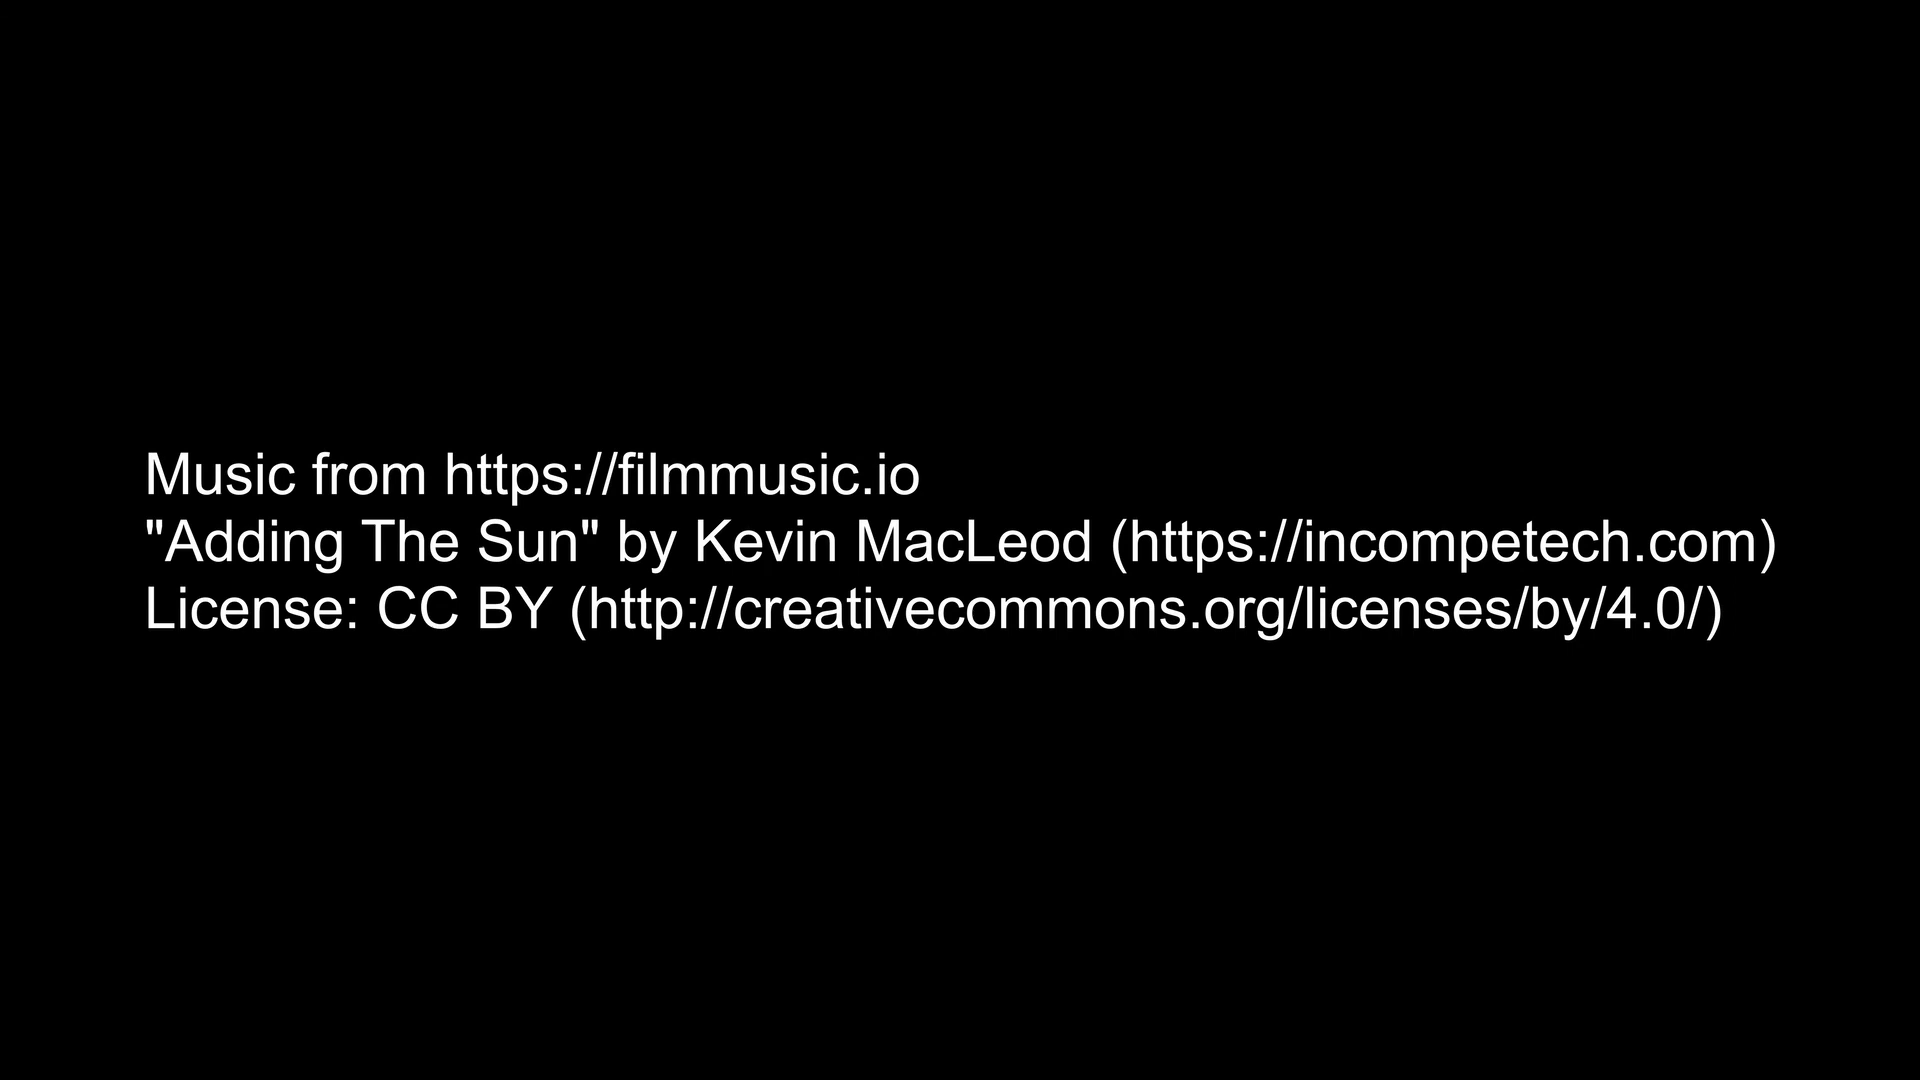 Music from https://filmmusic.io
"Adding The Sun" by Kevin MacLeod (https://incompetech.com)
License: CC BY (http://creativecommons.org/licenses/by/4.0/)